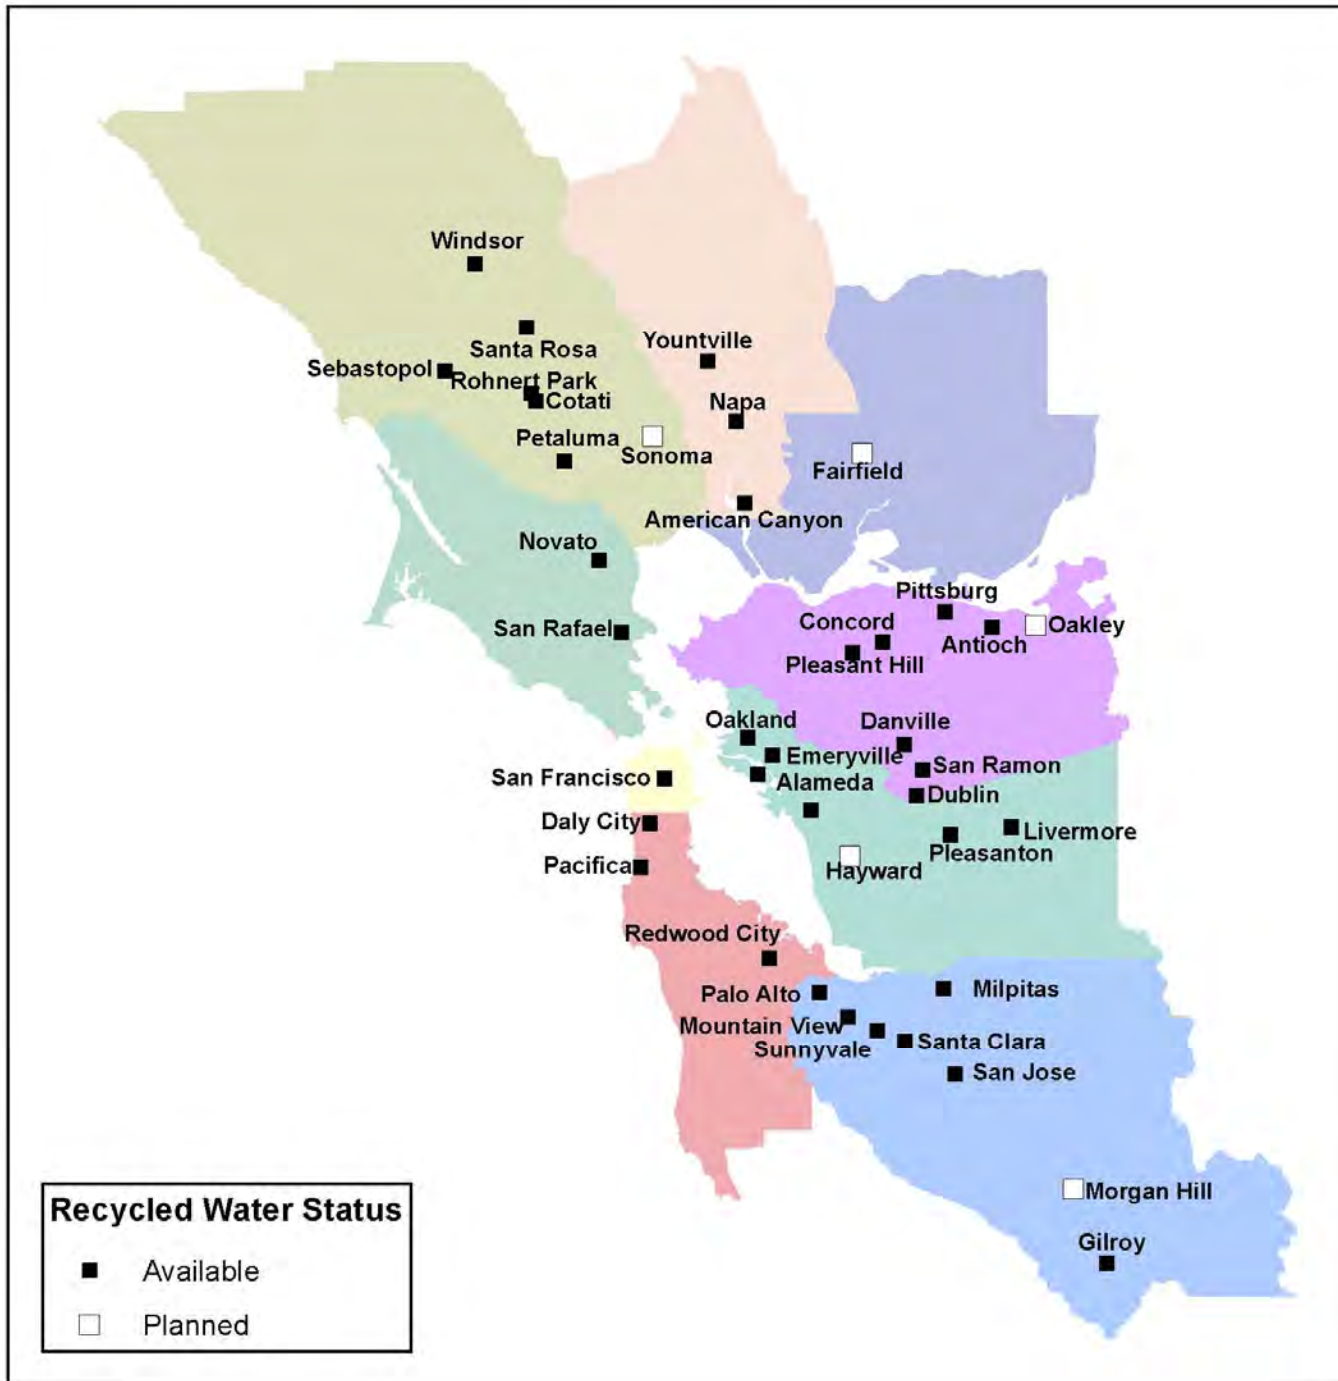 Windsor
Santa Rosa
Yountville
Sebastopol
Rohnert Park
Cotati
Napa
Petaluma
Sonoma
Fairfield
American Canyon
Novato
Pittsburg
San Rafael
Concord
Oakley
Antioch
Pleasant Hill
Oakland
Danville
Emeryville
San Ramon
San Francisco
Alameda
Dublin
Daly City
Livermore
Pleasanton
Pacifica
Hayward
Redwood City
Palo Alto
Milpitas
Mountain View
Sunnyvale
Santa Clara
San Jose
Morgan Hill
Gilroy
Recycled Water Status
Available
Planned